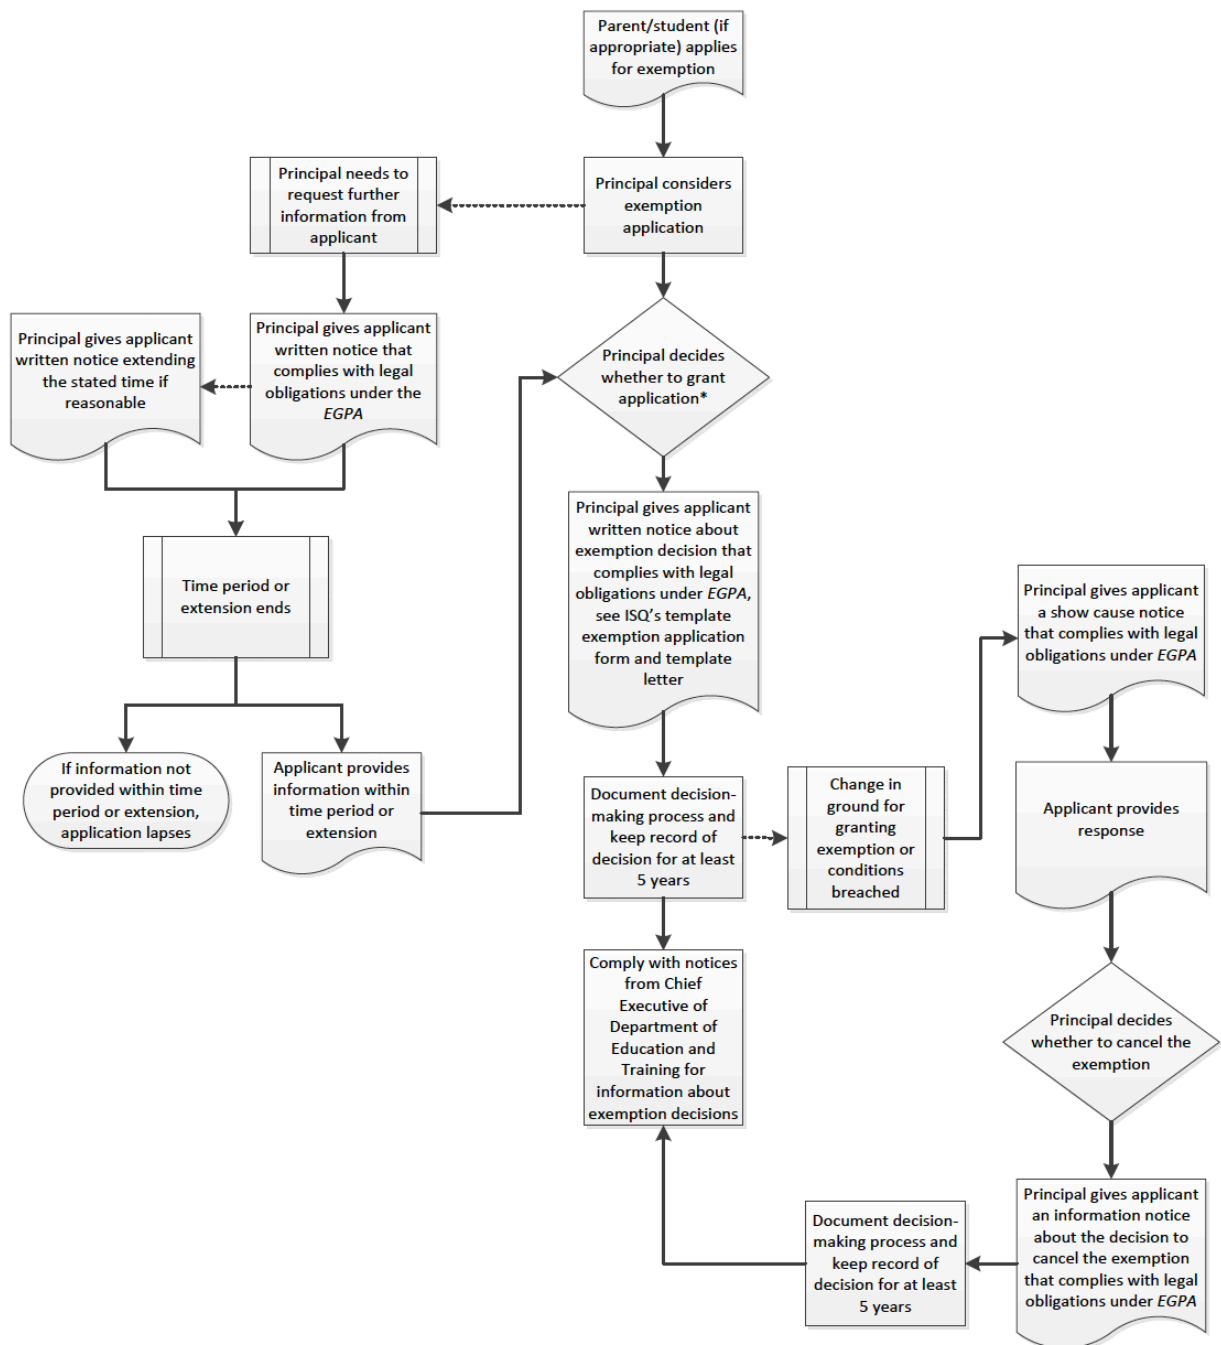 Parent/student (if
appropriate) applies
for exemption
Principal needs to
request further
information from
applicant
Principal considers
exemption
application
Principal gives applicant
written notice extending
the stated time if
reasonable
Principal gives applicant
written notice that
complies with legal
obligations under the
EGPA
Principal decides
whether to grant
application*
Principal gives applicant
written notice about
exemption decision that
complies with legal
obligations under EGPA,
see ISQ's template
exemption application
form and template
letter
Time period or
extension ends
Principal gives applicant
a show cause notice
that complies with legal
obligations under EGPA
If information not
provided within time
period or extension,
application lapses
Applicant provides
information within
time period or
extension
Document decision-
making process and
keep record of
decision for at least
5 years
Change in
ground for
granting
exemption or
conditions
breached
Applicant provides
response
Comply with notices
from Chief
Executive of
Department of
Education and
Training for
information about
exemption decisions
Principal decides
whether to cancel the
exemption
Document decision-
making process and
keep record of
decision for at least
5 years
Principal gives applicant
an information notice
about the decision to
cancel the exemption
that complies with legal
obligations under EGPA